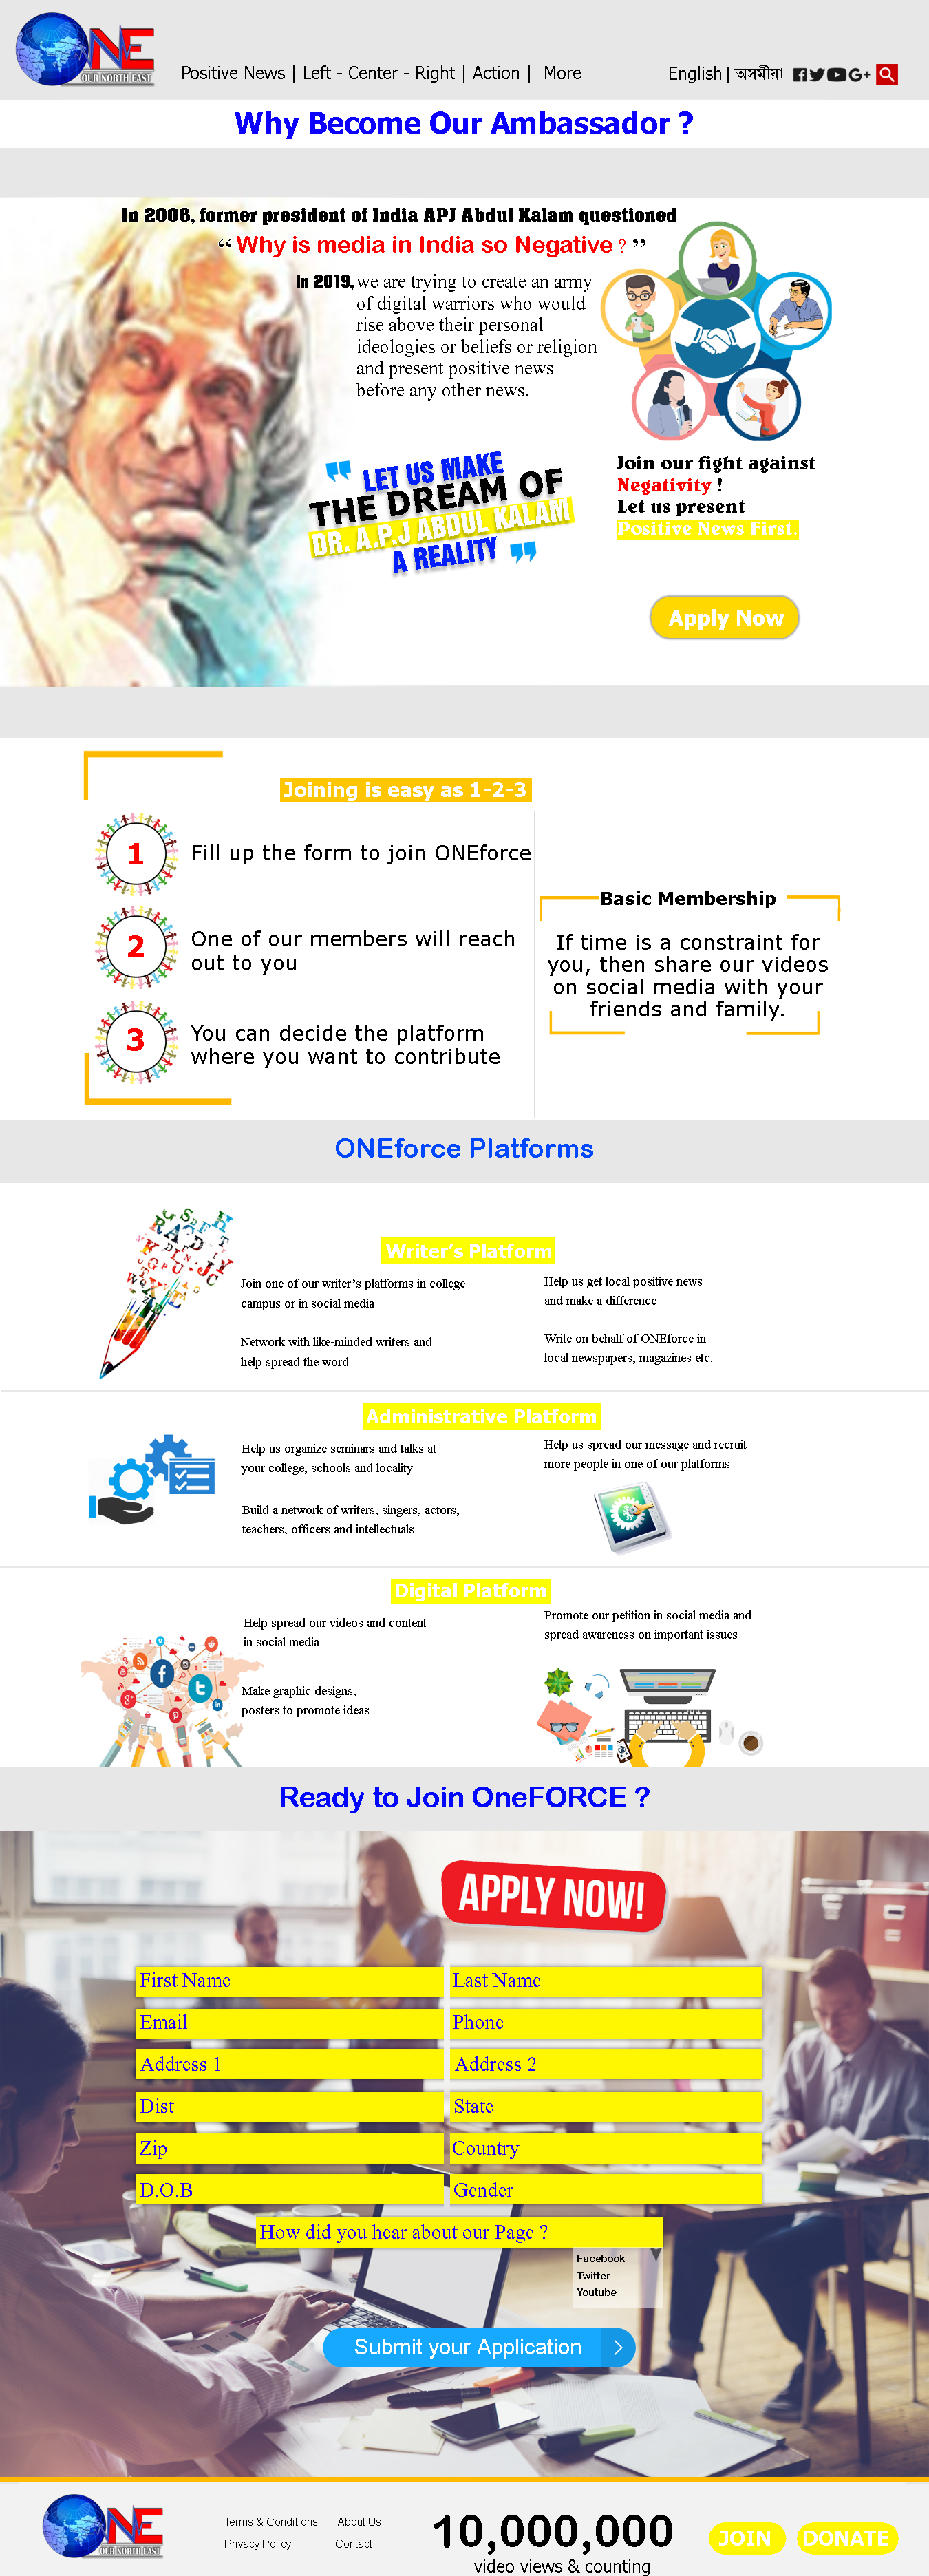 ONE
OUR NORTH EAST
Positive News | Left - Center - Right | Action | More
English | অসমীয়া
Why Become Our Ambassador ?
In 2006, former president of India APJ Abdul Kalam questioned
“ Why is media in India so Negative ? ”
In 2019, we are trying to create an army
of digital warriors who would
rise above their personal
ideologies or beliefs or religion
and present positive news
before any other news.
LET US MAKE
THE DREAM OF
DR. A.P.J ABDUL KALAM
A REALITY
Join our fight against
Negativity !
Let us present
Positive News First.
Apply Now
Joining is easy as 1-2-3
1
Fill up the form to join ONEforce
2
One of our members will reach
out to you
3
You can decide the platform
where you want to contribute
Basic Membership
If time is a constraint for
you, then share our videos
on social media with your
friends and family.
ONEforce Platforms
Writer’s Platform
Join one of our writer’s platforms in college
campus or in social media
Network with like-minded writers and
help spread the word
Help us get local positive news
and make a difference
Write on behalf of ONEforce in
local newspapers, magazines etc.
Administrative Platform
Help us organize seminars and talks at
your college, schools and locality
Build a network of writers, singers, actors,
teachers, officers and intellectuals
Help us spread our message and recruit
more people in one of our platforms
Digital Platform
Help spread our videos and content
in social media
Make graphic designs,
posters to promote ideas
Promote our petition in social media and
spread awareness on important issues
Ready to Join OneFORCE ?
APPLY NOW!
First Name
Last Name
Email
Phone
Address 1
Address 2
Dist
State
Zip
Country
D.O.B
Gender
How did you hear about our Page ?
Facebook
Twitter
Youtube
Submit your Application
ONE
OUR NORTH EAST
Terms & Conditions
About Us
Privacy Policy
Contact
10,000,000
video views & counting
JOIN
DONATE